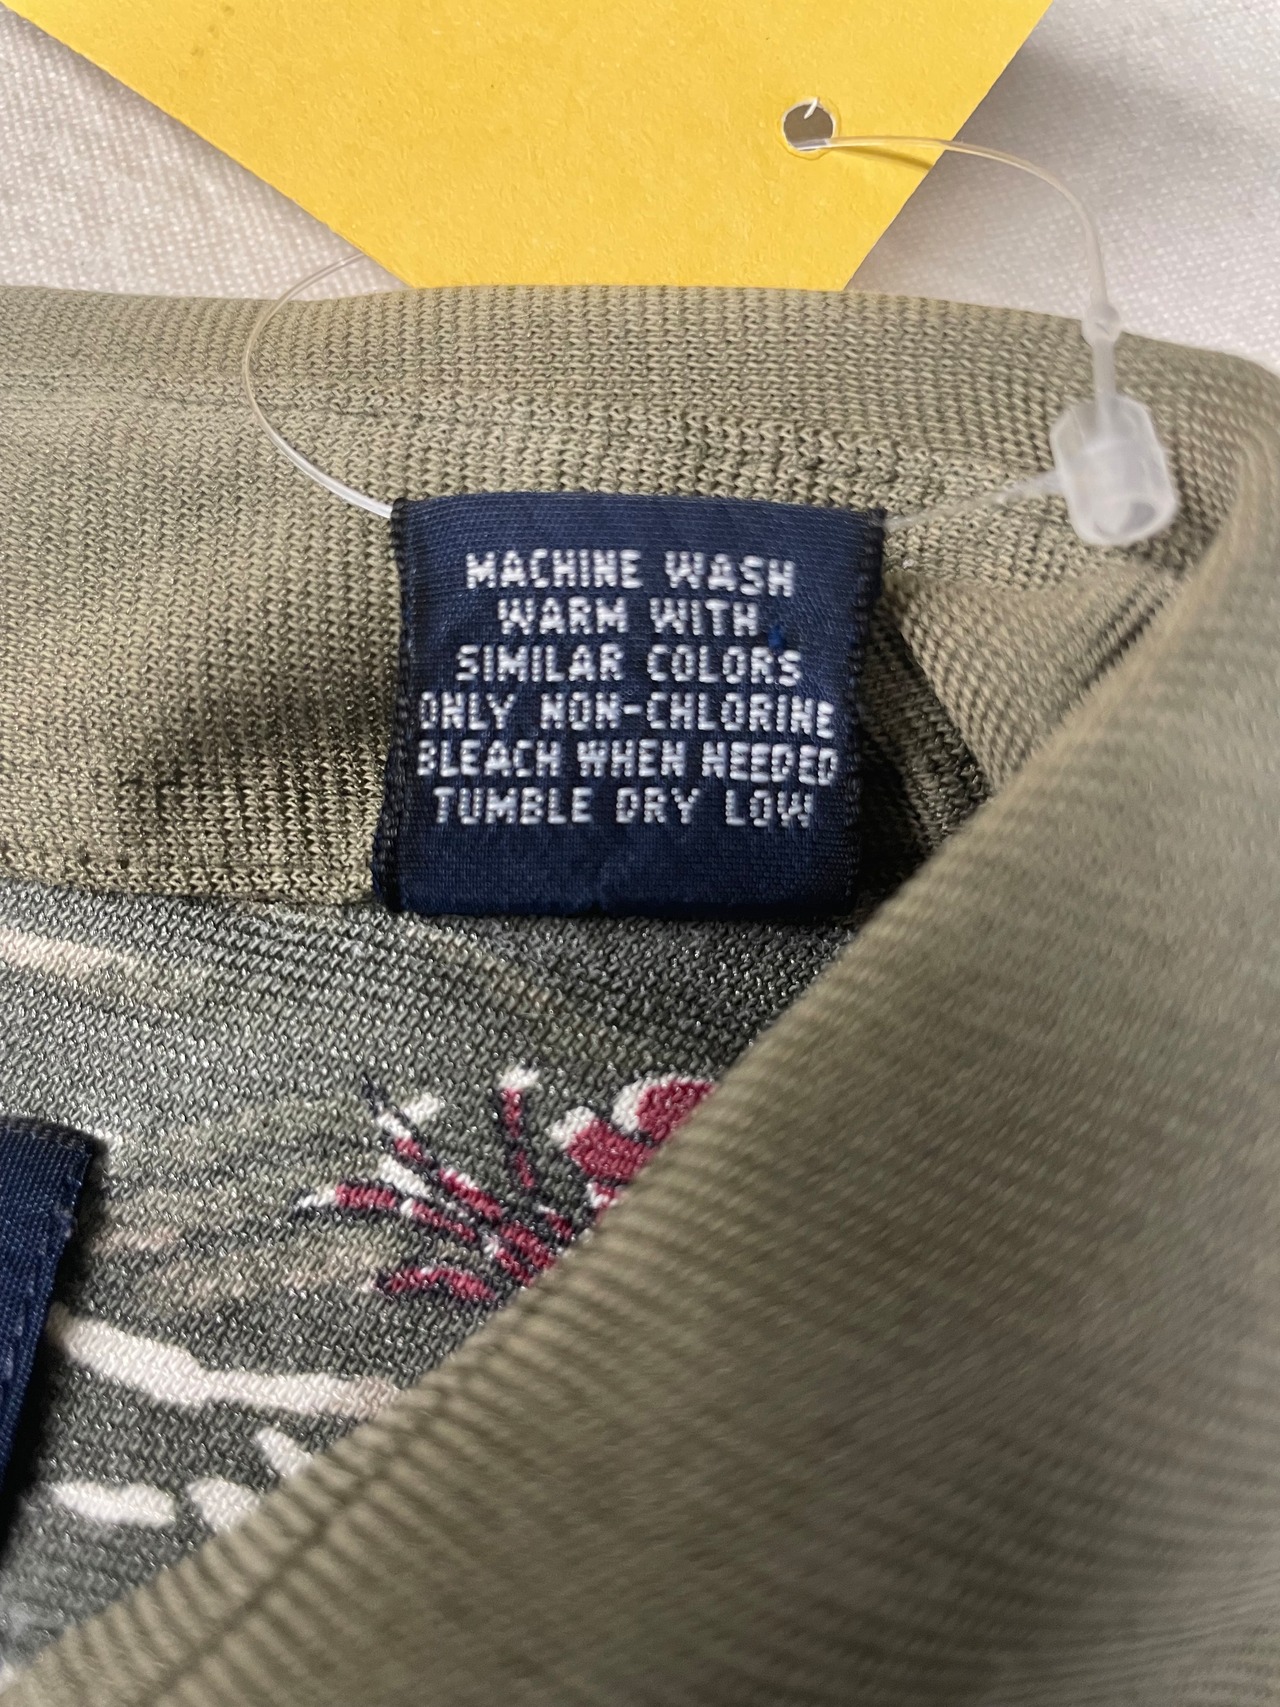 MACHINE WASH
WARM WITH
SIMILAR COLORS
ONLY NON-CHLORINE
BLEACH WHEN NEEDED
TUMBLE DRY LOW